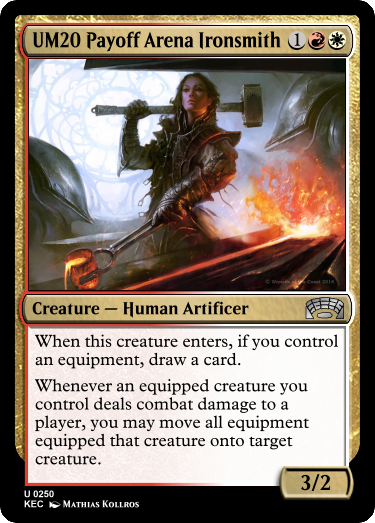 UM20 Payoff Arena Ironsmith 1
Creature — Human Artificer
When this creature enters, if you control
an equipment, draw a card.
Whenever an equipped creature you
control deals combat damage to a
player, you may move all equipment
equipped that creature onto target
creature.
3/2
U 0250
KEC Mathias Kollros